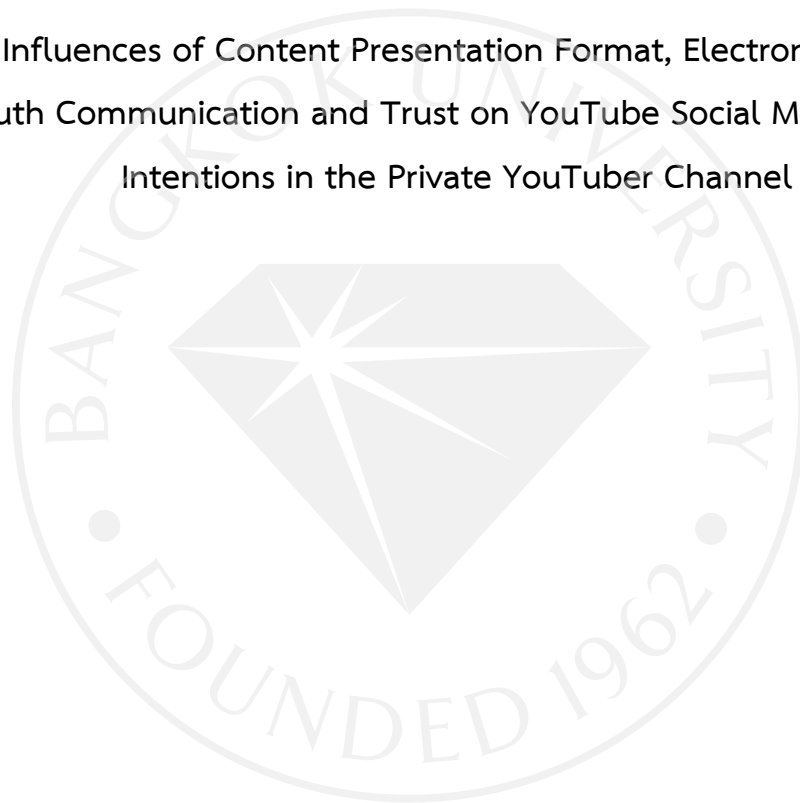 Influences of Content Presentation Format, Electron
uth Communication and Trust on YouTube Social M
Intentions in the Private YouTuber Channel
BANGKOK UNIVERSITY
• FOUNDED 1962 •